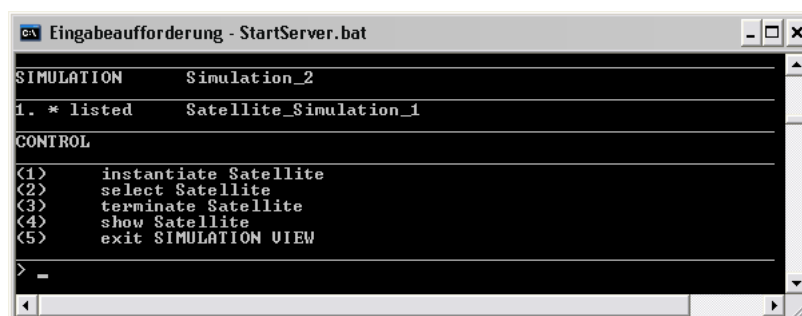 Eingabeaufforderung - StartServer.bat
SIMULATION Simulation_2
1. * listed Satellite_Simulation_1
CONTROL
(1) instantiate Satellite
(2) select Satellite
(3) terminate Satellite
(4) show Satellite
(5) exit SIMULATION VIEW
> _